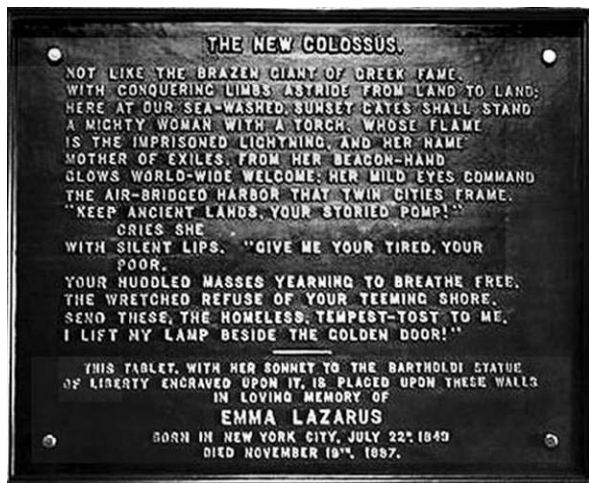 THE NEW COLOSSUS.
NOT LIKE THE BRAZEN GIANT OF GREEK FAME,
WITH CONQUERING LIMBS ASTRIDE FROM LAND TO LAND;
HERE AT OUR SEA-WASHED, SUNSET GATES SHALL STAND
A MIGHTY WOMAN WITH A TORCH, WHOSE FLAME
IS THE IMPRISONED LIGHTNING, AND HER NAME
MOTHER OF EXILES. FROM HER BEACON-HAND
GLOWS WORLD-WIDE WELCOME; HER MILD EYES COMMAND
THE AIR-BRIDGED HARBOR THAT TWIN CITIES FRAME.
"KEEP ANCIENT LANDS, YOUR STORIED POMP!"
CRIES SHE
WITH SILENT LIPS. "GIVE ME YOUR TIRED, YOUR
POOR,
YOUR HUDDLED MASSES YEARNING TO BREATHE FREE,
THE WRETCHED REFUSE OF YOUR TEEMING SHORE.
SEND THESE, THE HOMELESS, TEMPEST-TOST TO ME,
I LIFT MY LAMP BESIDE THE GOLDEN DOOR!"
THIS TABLET, WITH HER SONNET TO THE BARTHOLDI STATUE
OF LIBERTY ENGRAVED UPON IT, IS PLACED UPON THESE WALLS
IN LOVING MEMORY OF
EMMA LAZARUS
BORN IN NEW YORK CITY, JULY 22ᴰ, 1849
DIED NOVEMBER 19TH, 1887.